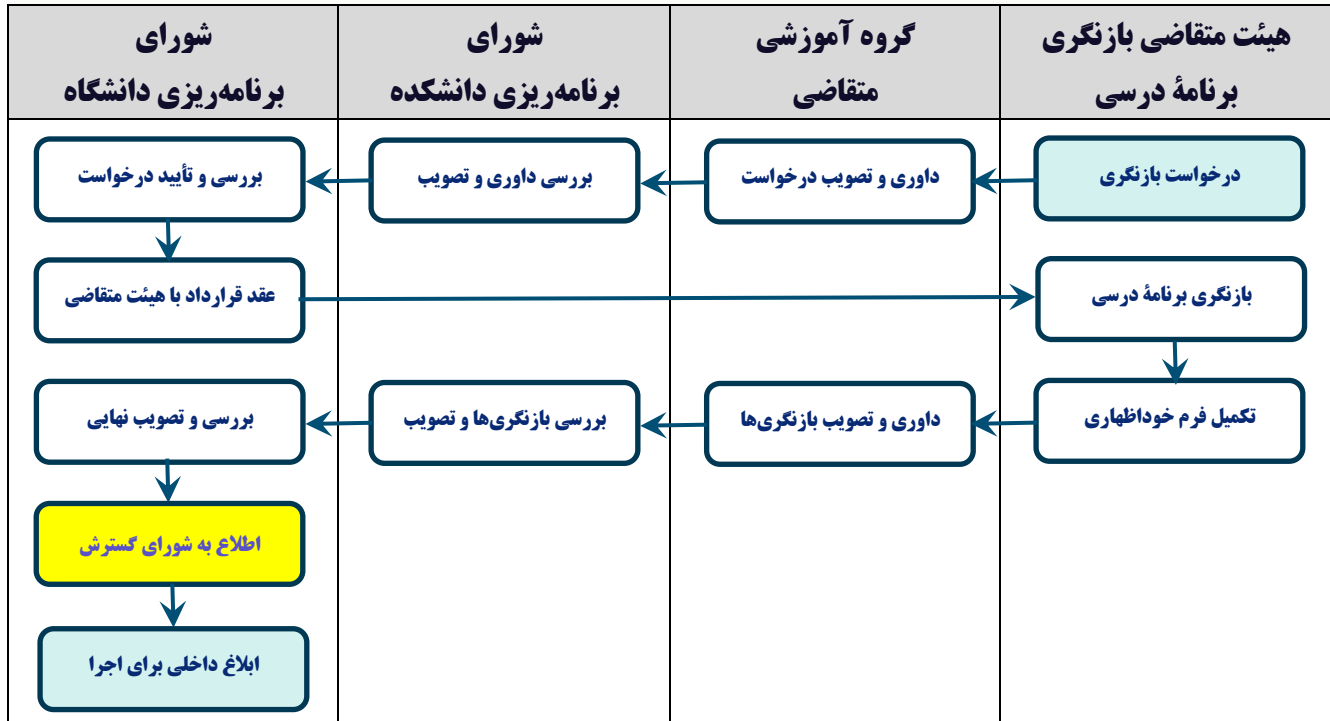 هیئت متقاضی بازنگری
برنامهٔ درسی
گروه آموزشی
متقاضی
شورای
برنامه‌ریزی دانشکده
شورای
برنامه‌ریزی دانشگاه
درخواست بازنگری
داوری و تصویب درخواست
بررسی داوری و تصویب
بررسی و تأیید درخواست
عقد قرارداد با هیئت متقاضی
بازنگری برنامهٔ درسی
تکمیل فرم خوداظهاری
داوری و تصویب بازنگری‌ها
بررسی بازنگری‌ها و تصویب
بررسی و تصویب نهایی
اطلاع به شورای گسترش
ابلاغ داخلی برای اجرا